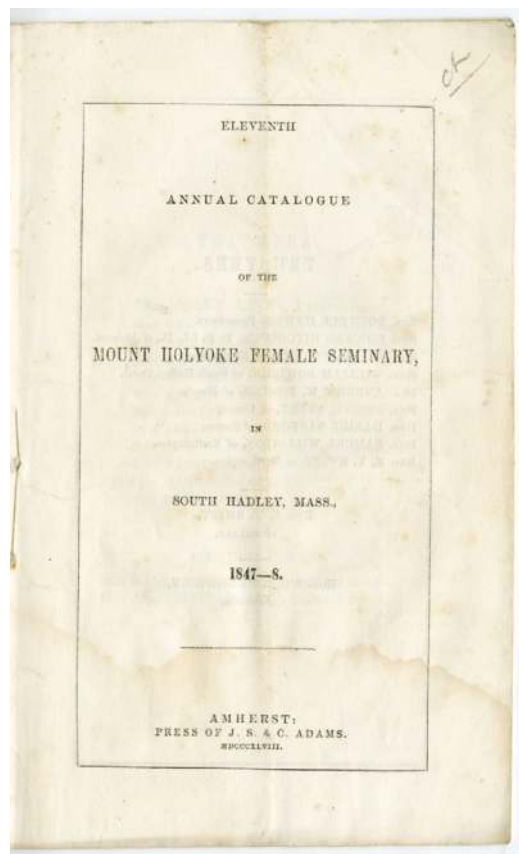 ELEVENTH
ANNUAL CATALOGUE
OF THE
MOUNT HOLYOKE FEMALE SEMINARY,
IN
SOUTH HADLEY, MASS.,
1847—8.
AMHERST:
PRESS OF J. S. & C. ADAMS.
MDCCCXLVIII.